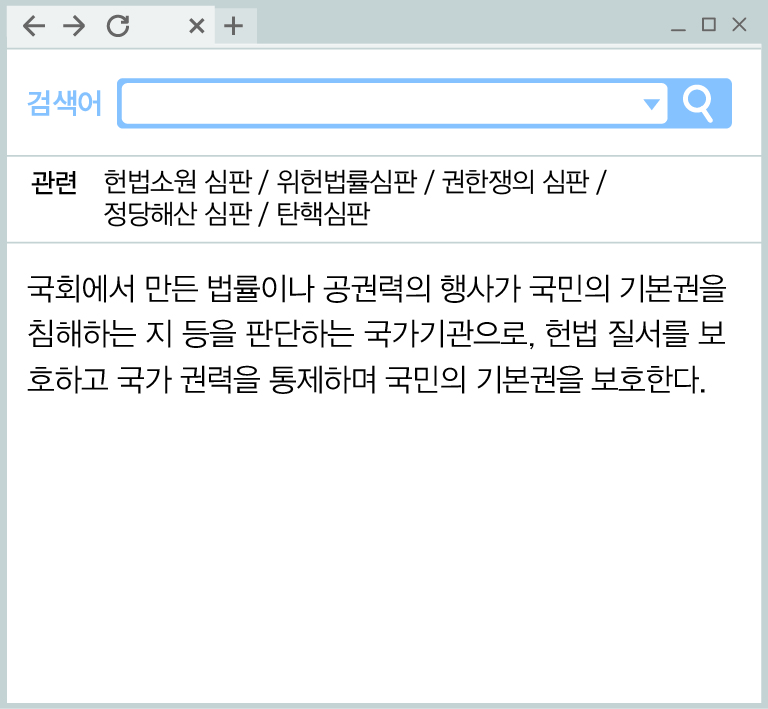 검색어
관련 헌법소원 심판 / 위헌법률심판 / 권한쟁의 심판 /
정당해산 심판 / 탄핵심판
국회에서 만든 법률이나 공권력의 행사가 국민의 기본권을
침해하는 지 등을 판단하는 국가기관으로, 헌법 질서를 보
호하고 국가 권력을 통제하며 국민의 기본권을 보호한다.